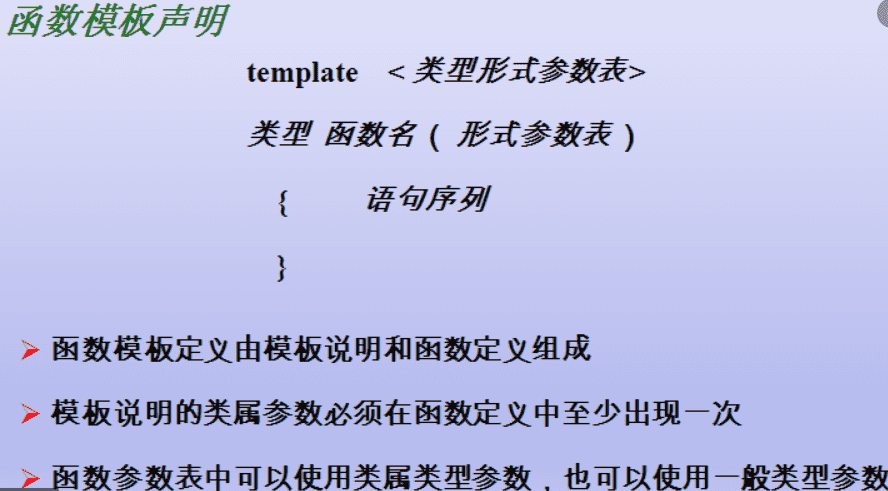 函数模板声明
template <类型形式参数表>
类型 函数名( 形式参数表 )
{ 语句序列
}
函数模板定义由模板说明和函数定义组成
模板说明的类属参数必须在函数定义中至少出现一次
函数参数表中可以使用类属类型参数，也可以使用一般类型参数